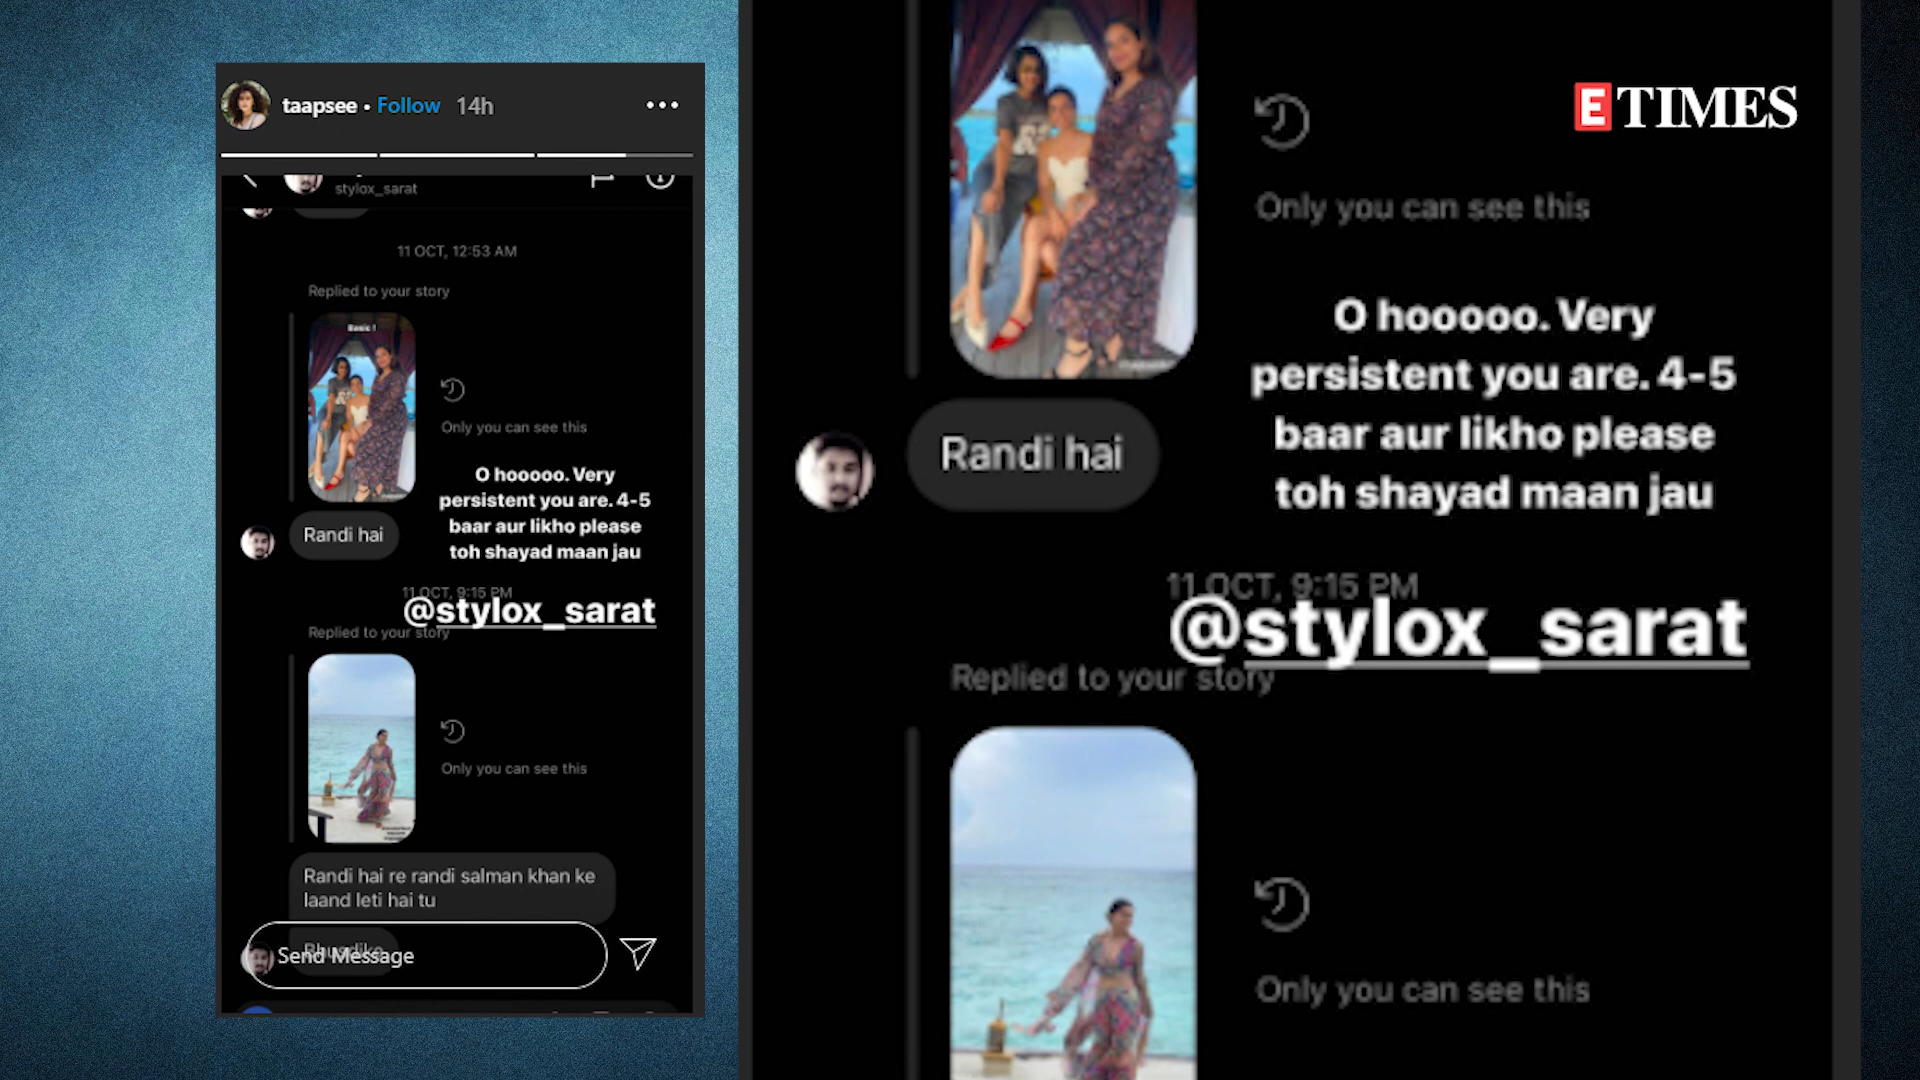 taapsee • Follow 14h
stylox_sarat
11 OCT, 12:53 AM
Replied to your story
Basic !
Only you can see this
O hooooo. Very
persistent you are. 4-5
baar aur likho please
toh shayad maan jau
Randi hai
11 OCT, 9:15 PM
@stylox_sarat
Replied to your story
Only you can see this
Randi hai re randi salman khan ke
laand leti hai tu
Send Message
E TIMES
Only you can see this
O hooooo. Very
persistent you are. 4-5
baar aur likho please
toh shayad maan jau
Randi hai
11 OCT, 9:15 PM
@stylox_sarat
Replied to your story
Only you can see this